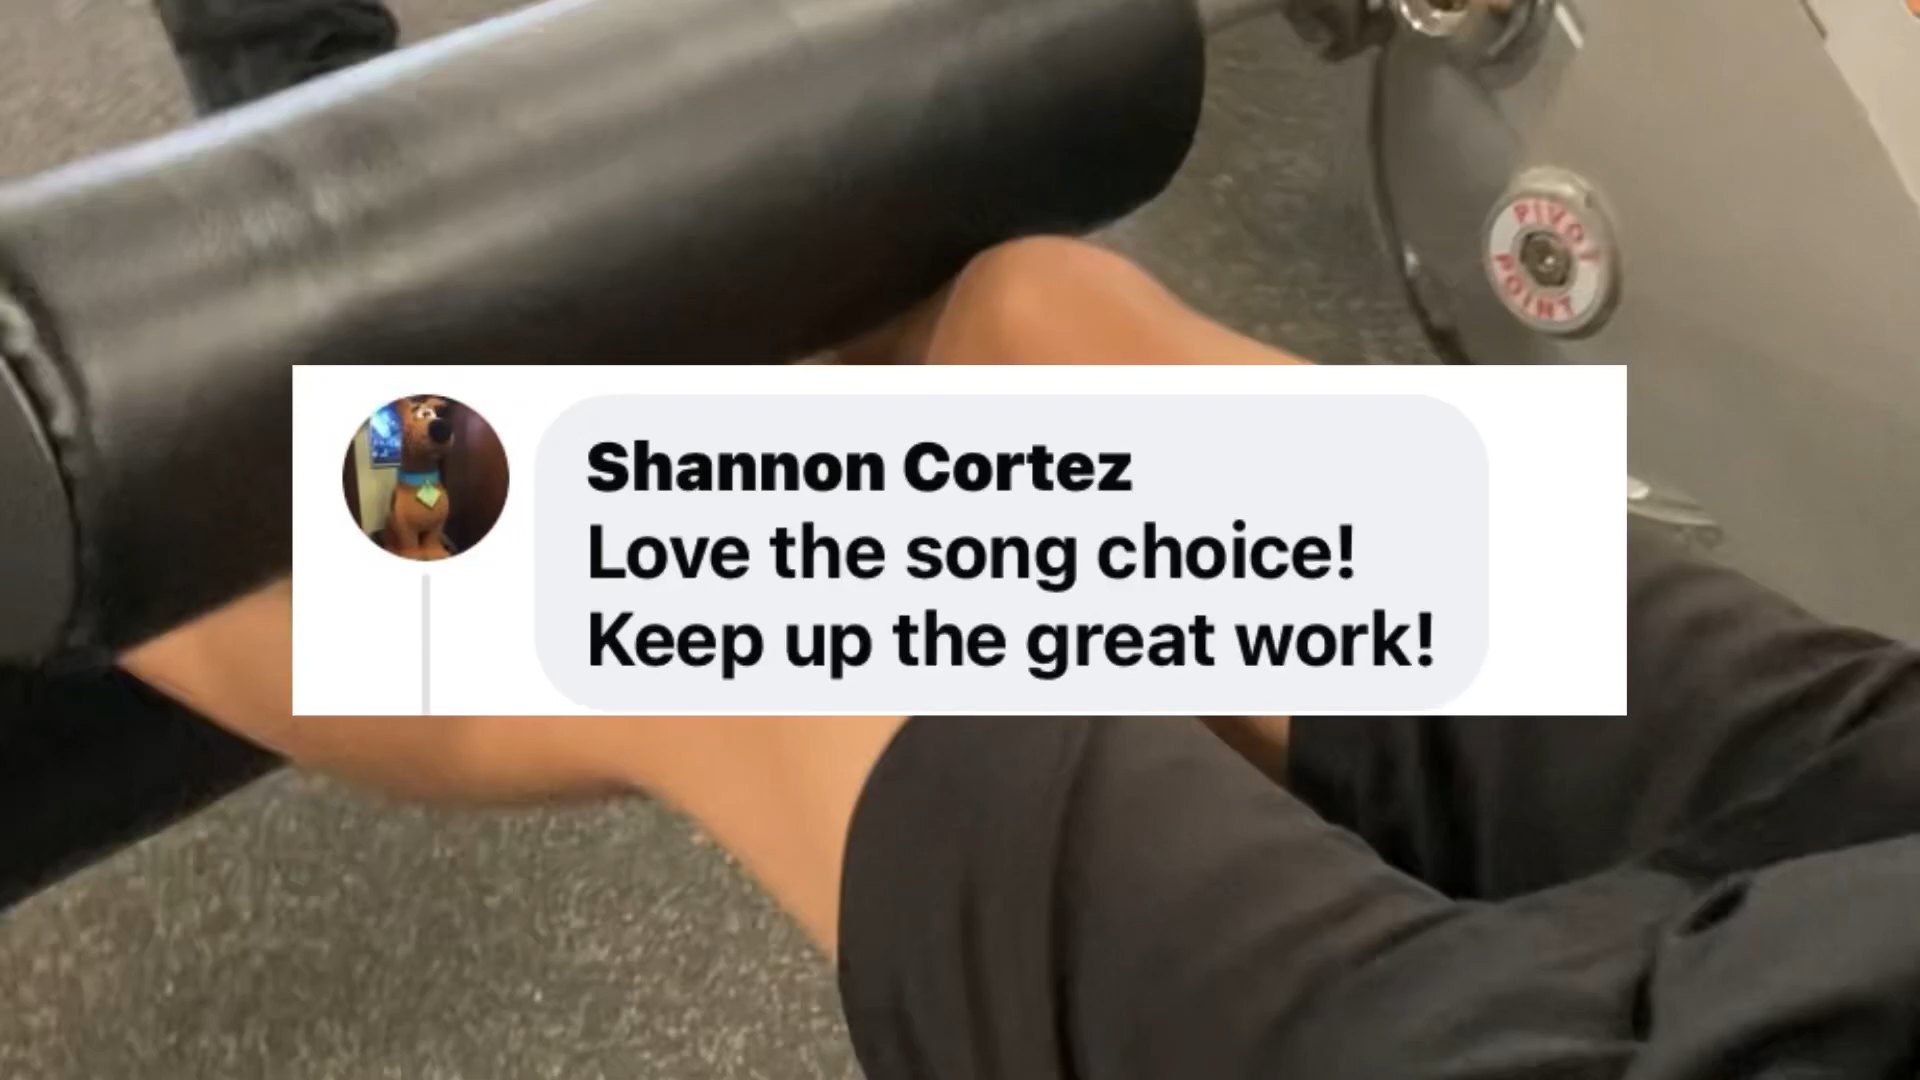 PIVOT
POINT
Shannon Cortez
Love the song choice!
Keep up the great work!